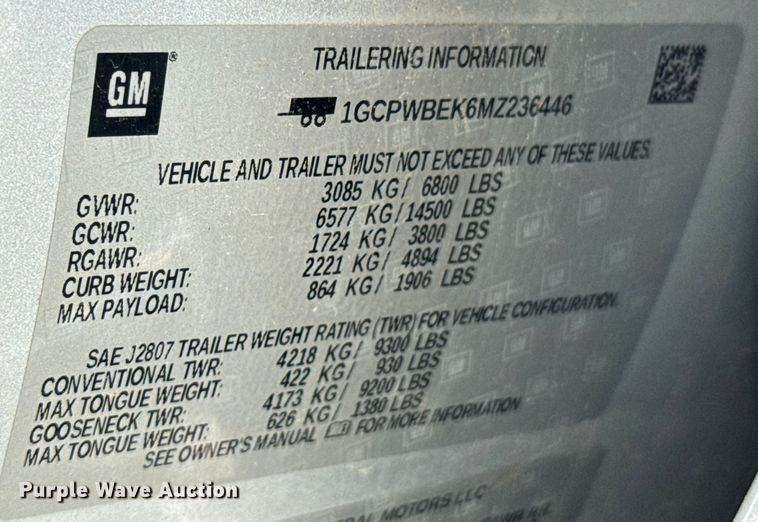 GM
®
TRAILERING INFORMATION
1GCPWBEK6MZ236446
VEHICLE AND TRAILER MUST NOT EXCEED ANY OF THESE VALUES.
GVWR: 3085 KG/ 6800 LBS
GCWR: 6577 KG/14500 LBS
RGAWR: 1724 KG/ 3800 LBS
CURB WEIGHT: 2221 KG/ 4894 LBS
MAX PAYLOAD: 864 KG/ 1906 LBS
SAE J2807 TRAILER WEIGHT RATING (TWR) FOR VEHICLE CONFIGURATION.
CONVENTIONAL TWR: 4218 KG/ 9300 LBS
MAX TONGUE WEIGHT: 422 KG/ 930 LBS
GOOSENECK TWR: 4173 KG/ 9200 LBS
MAX TONGUE WEIGHT: 626 KG/ 1380 LBS
SEE OWNER'S MANUAL FOR MORE INFORMATION
MOTORS LLC
Purple Wave Auction